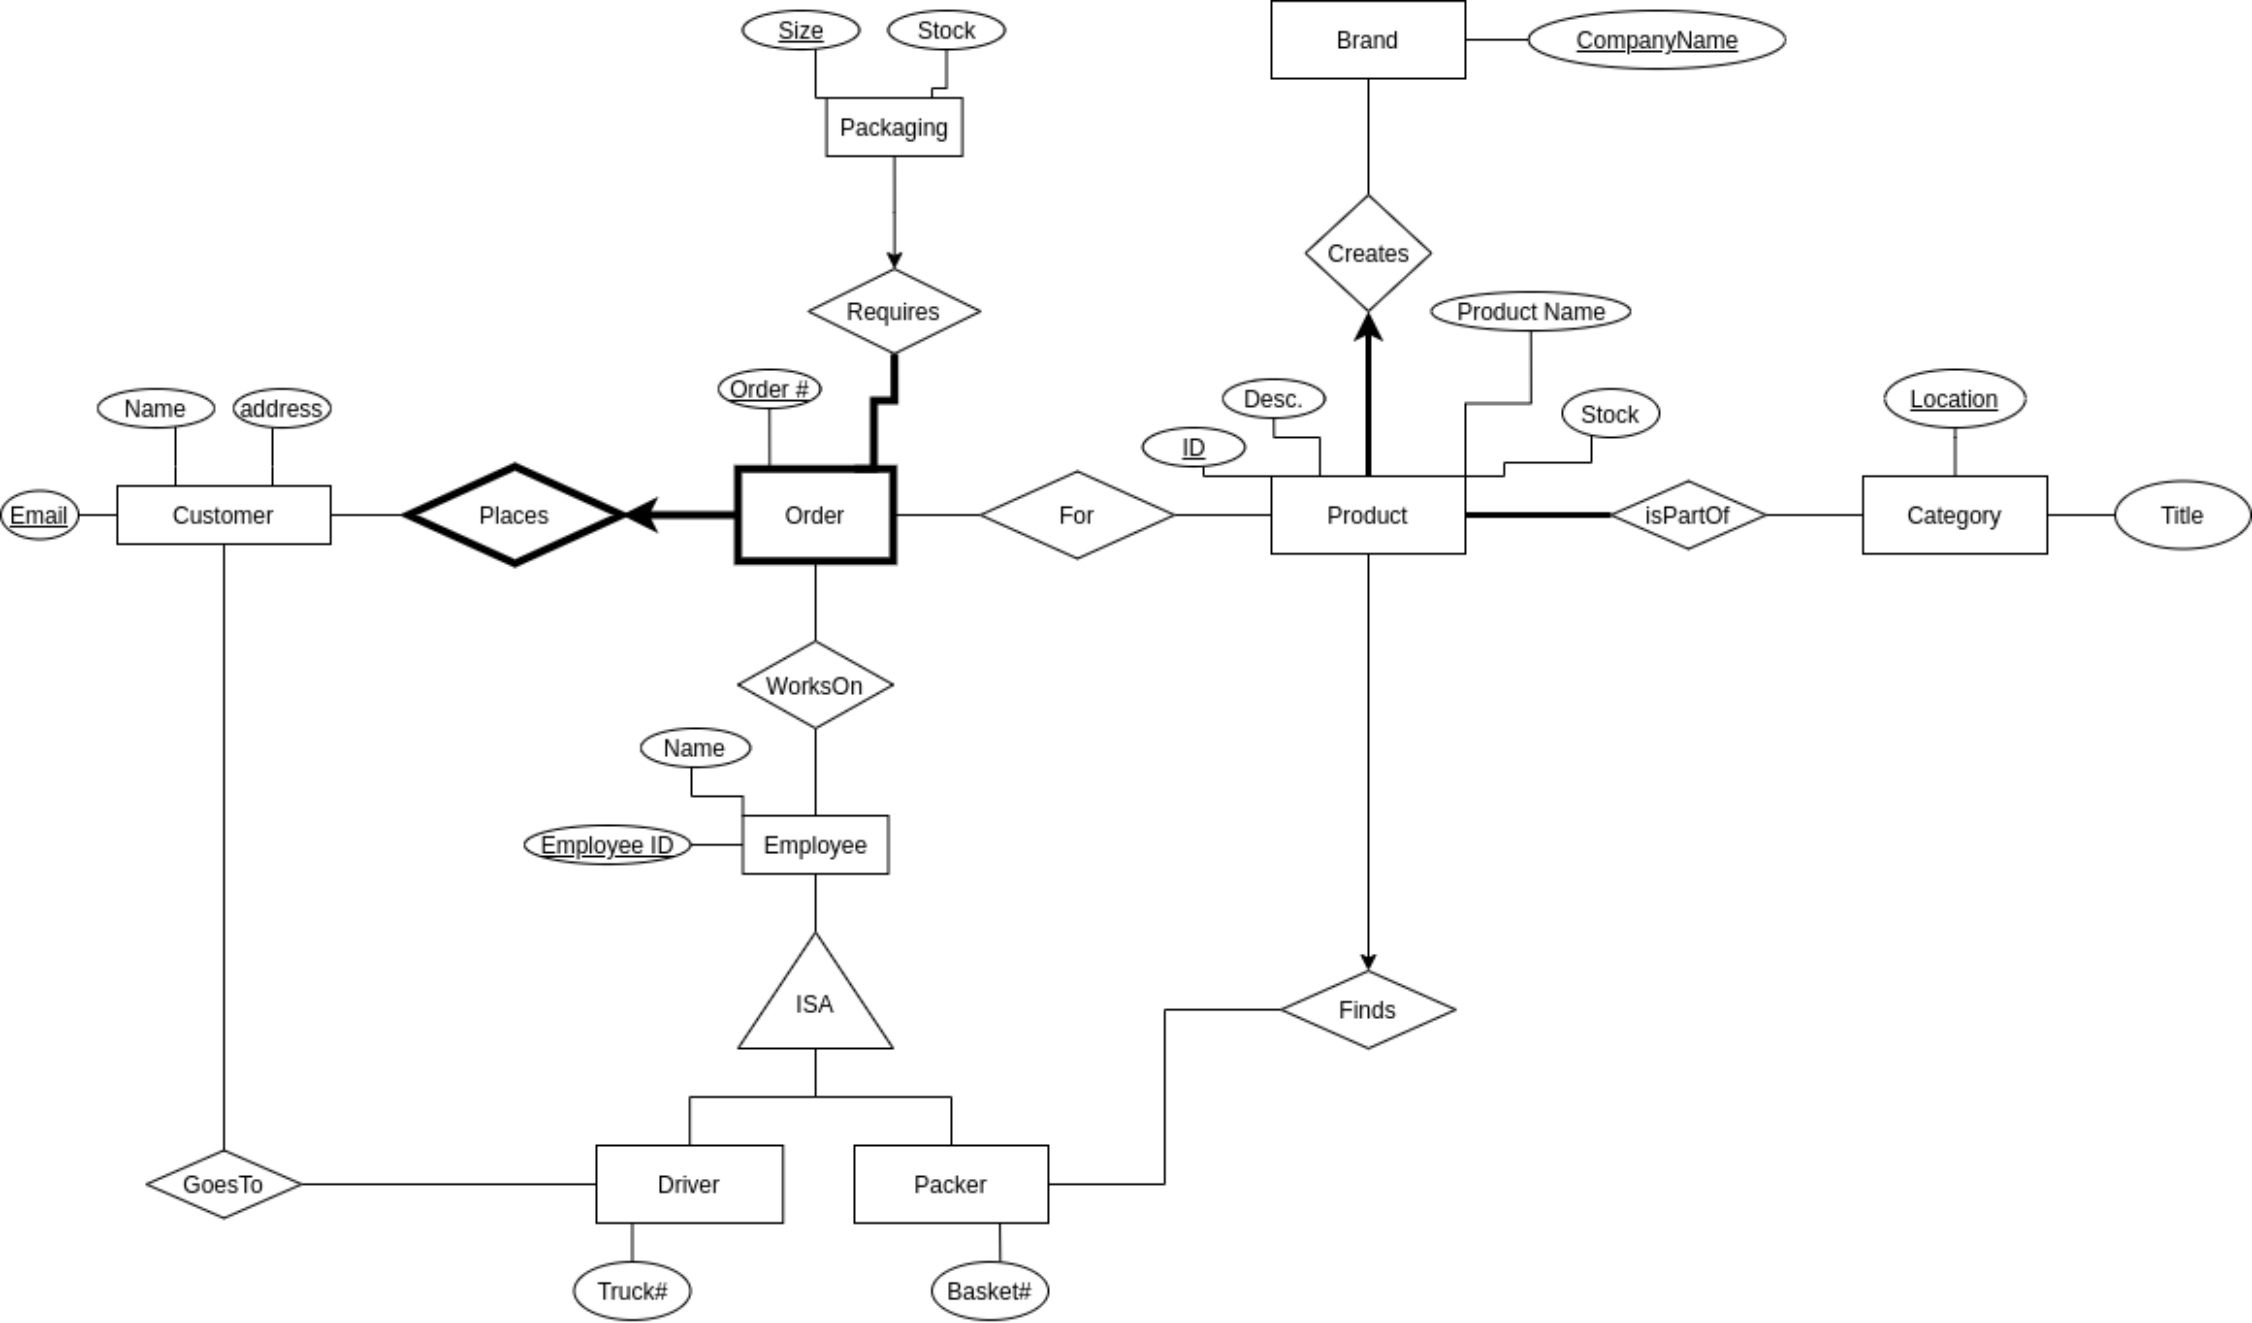 Size
Stock
Brand
CompanyName
Packaging
Creates
Requires
Product Name
Order #
Desc.
Stock
Location
Name
address
ID
Email
Customer
Places
Order
For
Product
isPartOf
Category
Title
WorksOn
Name
Employee ID
Employee
ISA
Finds
GoesTo
Driver
Packer
Truck#
Basket#